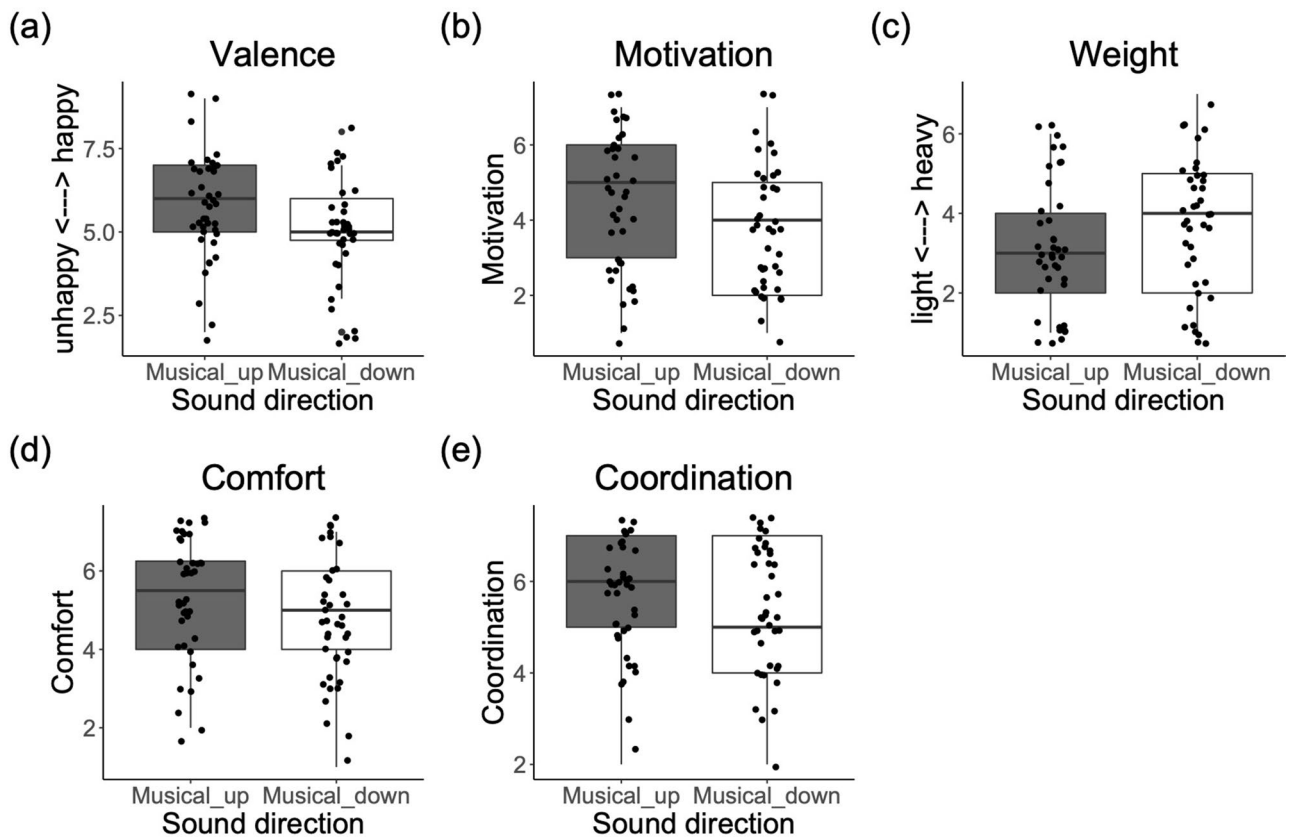 (a)
Valence
unhappy <---> happy
7.5
5.0
2.5
Musical_up Musical_down
Sound direction
(b)
Motivation
Motivation
6
4
2
Musical_up Musical_down
Sound direction
(c)
Weight
light <---> heavy
6
4
2
Musical_up Musical_down
Sound direction
(d)
Comfort
Comfort
6
4
2
Musical_up Musical_down
Sound direction
(e)
Coordination
Coordination
6
4
2
Musical_up Musical_down
Sound direction